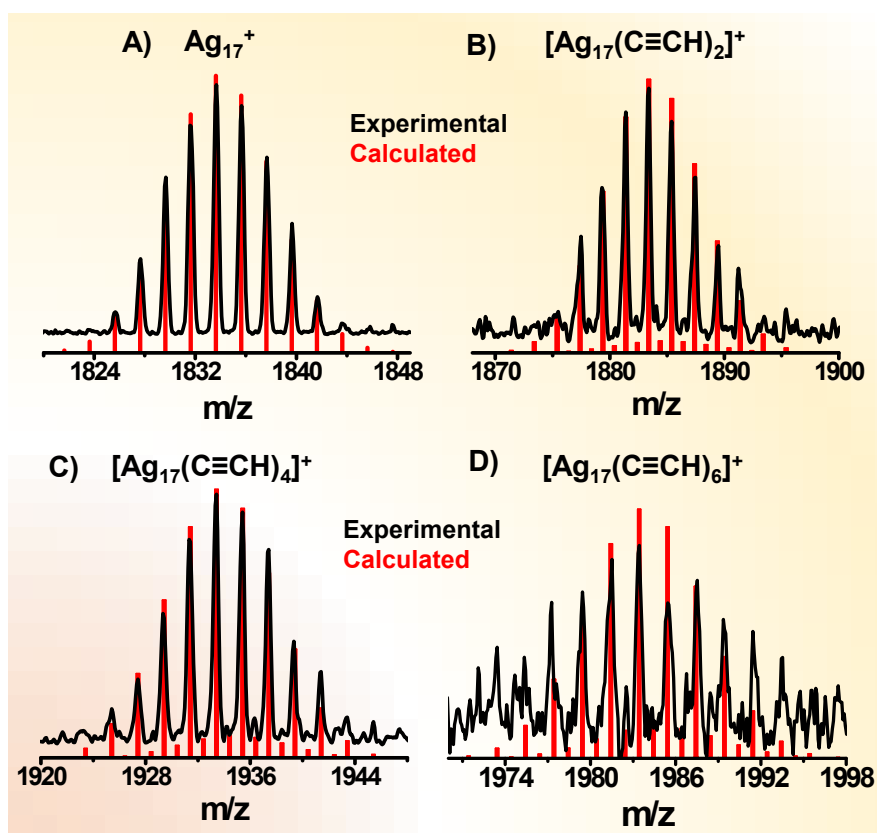 A) Ag₁₇⁺
B) [Ag₁₇(C≡CH)₂]⁺
Experimental
Calculated
1824 1832 1840 1848
m/z
1870 1880 1890 1900
m/z
C) [Ag₁₇(C≡CH)₄]⁺
D) [Ag₁₇(C≡CH)₆]⁺
Experimental
Calculated
1920 1928 1936 1944
m/z
1974 1980 1986 1992 1998
m/z